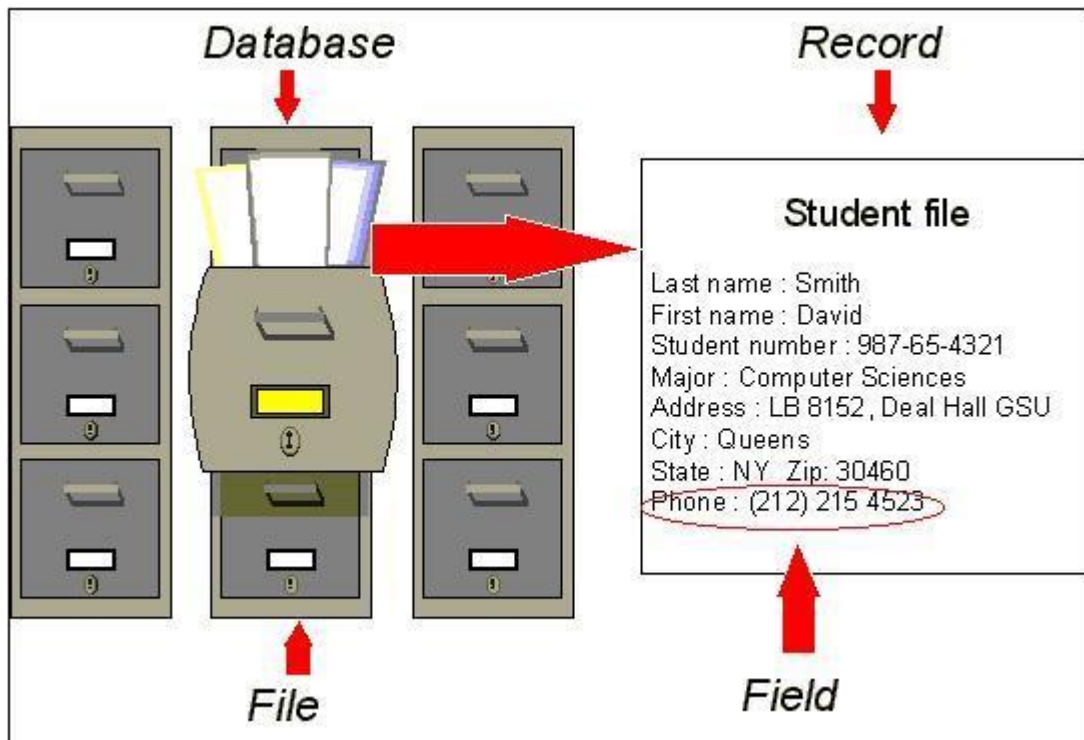 Database
Record
Student file
Last name : Smith
First name : David
Student number : 987-65-4321
Major : Computer Sciences
Address : LB 8152, Deal Hall GSU
City : Queens
State : NY Zip: 30460
Phone : (212) 215 4523
File
Field